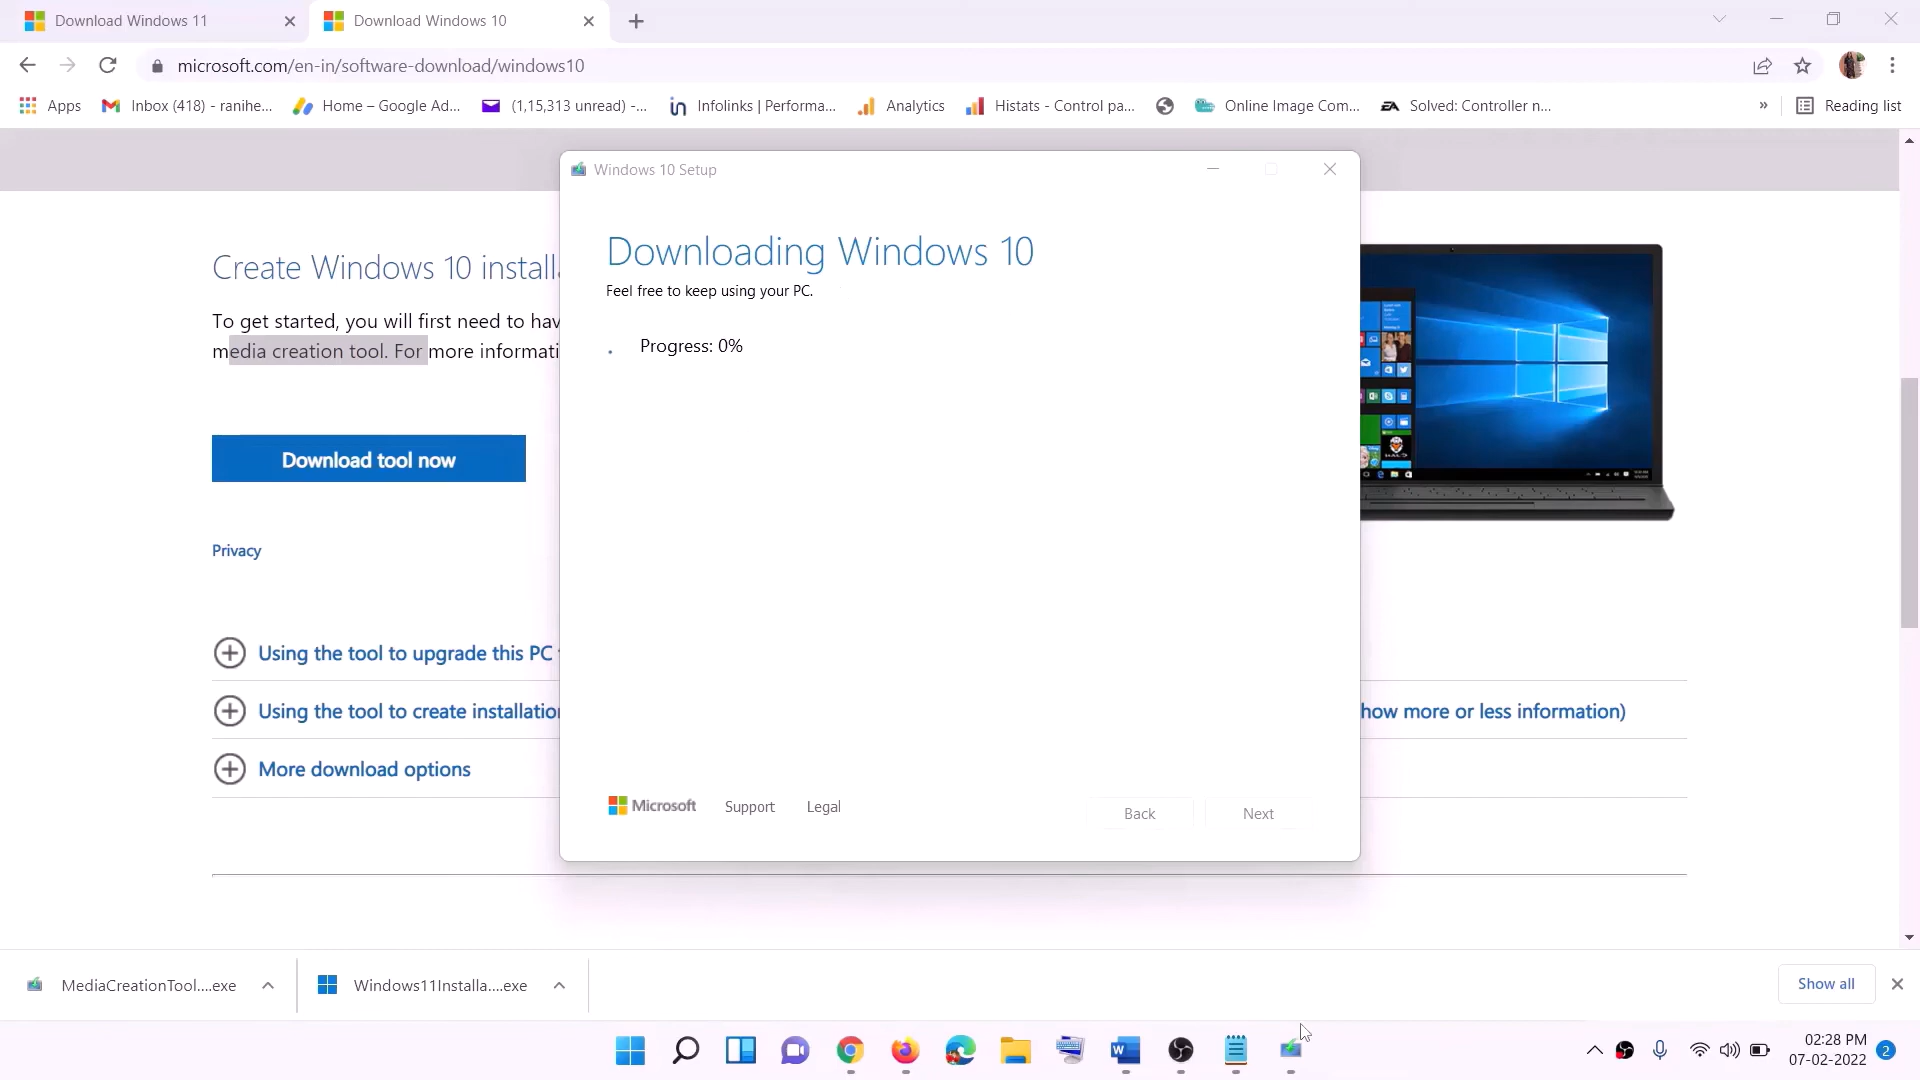 Download Windows 11
Download Windows 10
microsoft.com/en-in/software-download/windows10
Apps
Inbox (418) - ranihe...
Home – Google Ad...
(1,15,313 unread) -...
Infolinks | Performa...
Analytics
Histats - Control pa...
Online Image Com...
Solved: Controller n...
»
Reading list
Windows 10 Setup
Downloading Windows 10
Feel free to keep using your PC.
Progress: 0%
Create Windows 10 installa
To get started, you will first need to hav
media creation tool. For more informati
Download tool now
Privacy
Using the tool to upgrade this PC
Using the tool to create installation
how more or less information)
More download options
Microsoft
Support
Legal
Back
Next
MediaCreationTool....exe
Windows11Installa....exe
Show all
02:28 PM
07-02-2022
2